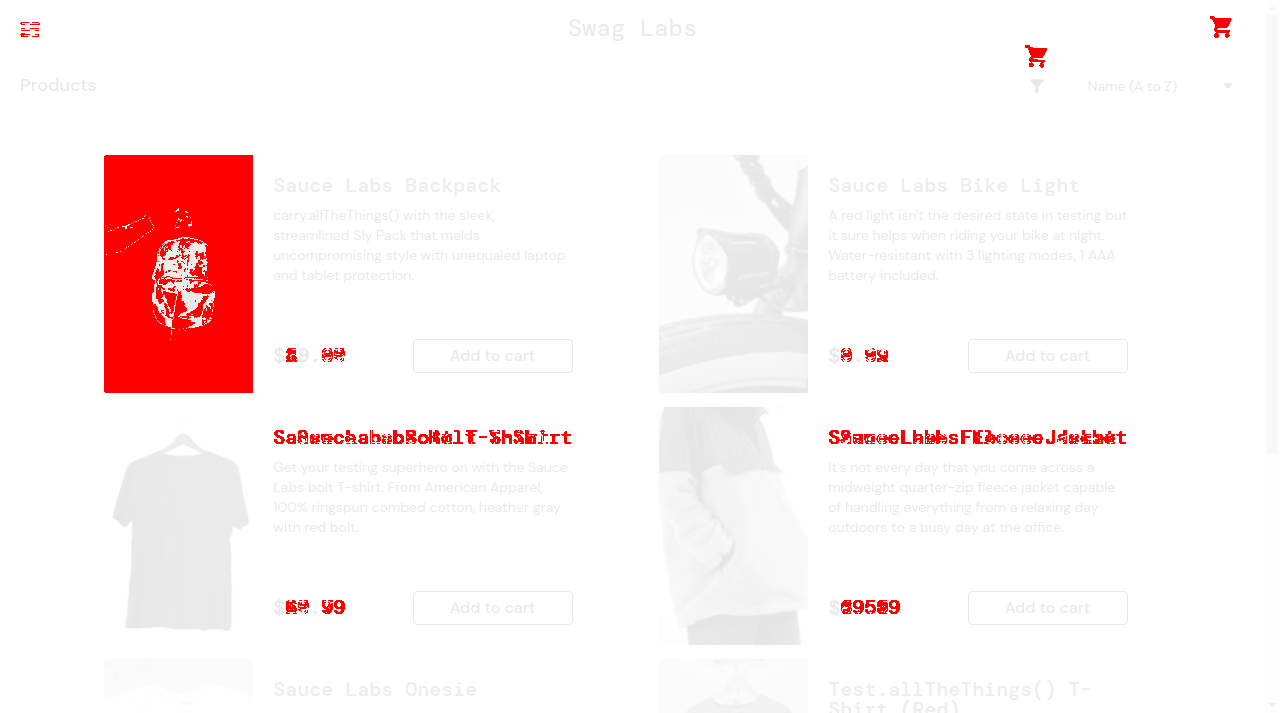 Swag Labs
Products
Name (A to Z)
Sauce Labs Backpack
carry.allTheThings() with the sleek,
streamlined Sly Pack that melds
uncompromising style with unequaled laptop
and tablet protection.
Add to cart
Sauce Labs Bike Light
A red light isn't the desired state in testing but
it sure helps when riding your bike at night.
Water-resistant with 3 lighting modes, 1 AAA
battery included.
Add to cart
Get your testing superhero on with the Sauce
Labs bolt T-shirt. From American Apparel,
100% ringspun combed cotton, heather gray
with red bolt.
Add to cart
It's not every day that you come across a
midweight quarter-zip fleece jacket capable
of handling everything from a relaxing day
outdoors to a busy day at the office.
Add to cart
Sauce Labs Onesie
Test.allTheThings() T-
Shirt (Red)